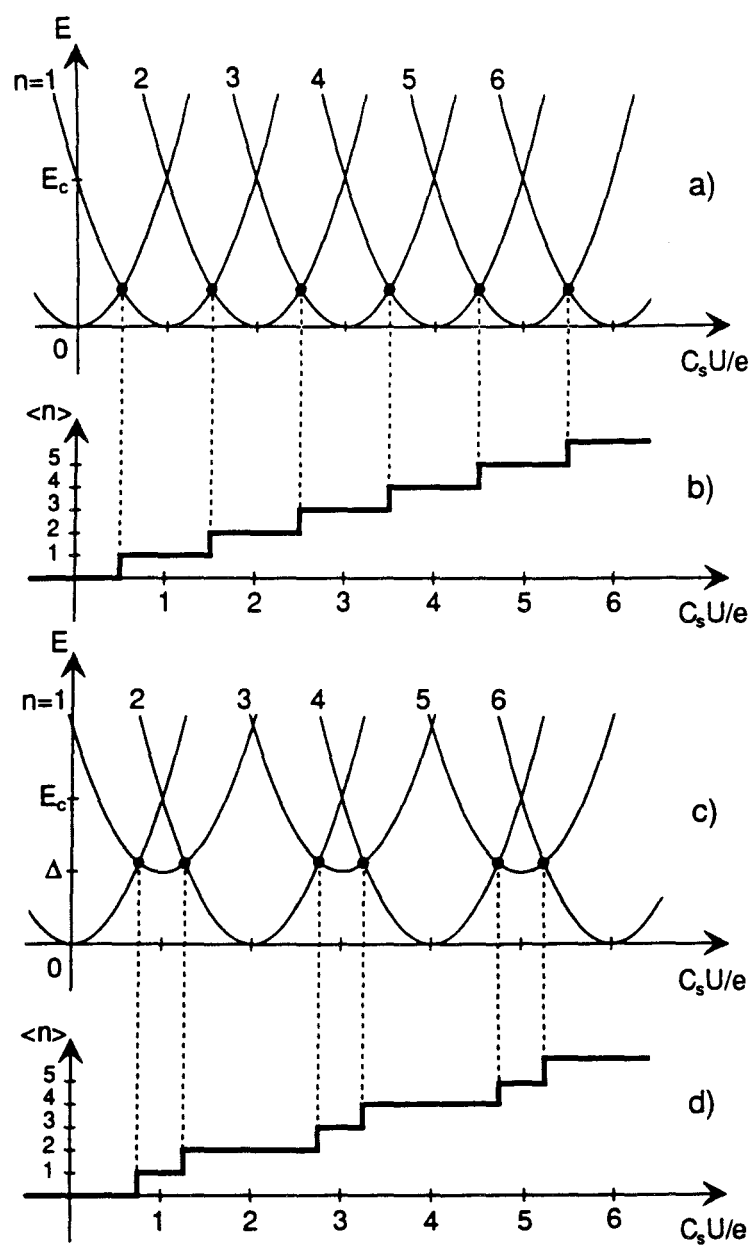 E
n=1 2 3 4 5 6
E_c
a)
0
C_sU/e
<n>
5
4
3
2
1
b)
1 2 3 4 5 6
C_sU/e
E
n=1 2 3 4 5 6
E_c
c)
Δ
0
C_sU/e
<n>
5
4
3
2
1
d)
1 2 3 4 5 6
C_sU/e